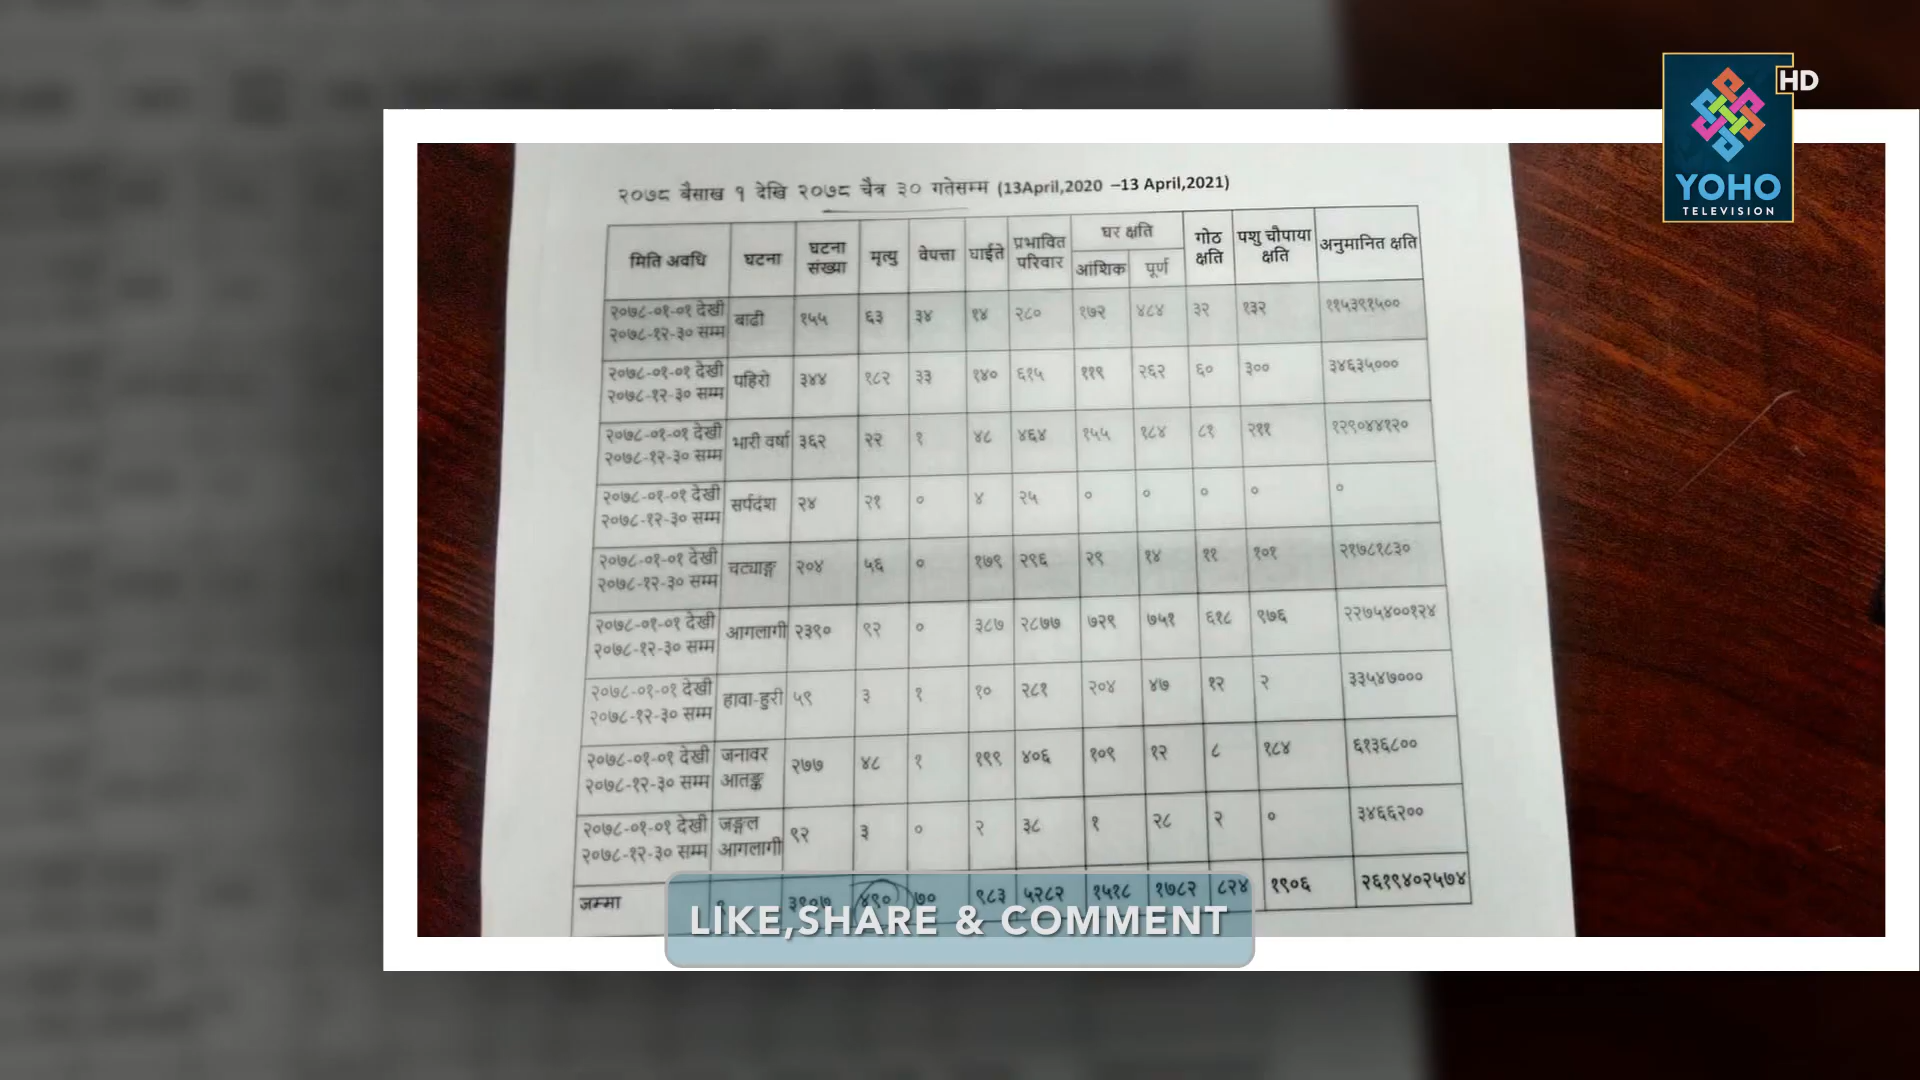 HD
YOHO
TELEVISION
२०७८ बैसाख १ देखि २०७८ चैत्र ३० गतेसम्म (13April,2020 –13 April,2021)
मिति अवधि घटना घटना संख्या मृत्यु वेपत्ता घाईते प्रभावित परिवार घर क्षति आंशिक पूर्ण गोठ क्षति पशु चौपाया क्षति अनुमानित क्षति
२०७८-०१-०१ देखी
२०७८-१२-३० सम्म बाढी १५५ ६३ ३४ १४ २८० १७२ ४८४ ३२ १३२ ११५३९१५००
२०७८-०१-०१ देखी
२०७८-१२-३० सम्म पहिरो ३४४ १८२ ३३ १४० ६१५ ११९ २६२ ६० ३०० ३४६३५०००
२०७८-०१-०१ देखी
२०७८-१२-३० सम्म भारी वर्षा ३६२ २२ १ ४८ ४६४ १५५ १८४ ८१ २११ १२९०४४१२०
२०७८-०१-०१ देखी
२०७८-१२-३० सम्म सर्पदंश २४ २१ ० ४ २५ ० ० ० ० ०
२०७८-०१-०१ देखी
२०७८-१२-३० सम्म चट्याङ्ग २०४ ५६ ० १७९ २९६ २९ १४ ११ १०१ २१७८१८३०
२०७८-०१-०१ देखी
२०७८-१२-३० सम्म आगलागी २३९० ९२ ० ३८७ २८७७ ७२९ ७५१ ६१८ ९७६ २२७५४००१२४
२०७८-०१-०१ देखी
२०७८-१२-३० सम्म हावा-हुरी ५९ ३ १ १० २८१ २०४ ४७ १२ २ ३३५४७०००
२०७८-०१-०१ देखी जनावर
२०७८-१२-३० सम्म आतङ्क २७७ ४८ १ १९९ ४०६ १०९ १२ ८ १८४ ६१३६८००
२०७८-०१-०१ देखी जङ्गल
२०७८-१२-३० सम्म आगलागी ९२ ३ ० २ ३८ १ २८ २ ० ३४६६२००
जम्मा ३९०७ ४९० ७० ९८३ ५२८२ १५१८ १७८२ ८२४ १९०६ २६१९४०२५७४
LIKE,SHARE & COMMENT